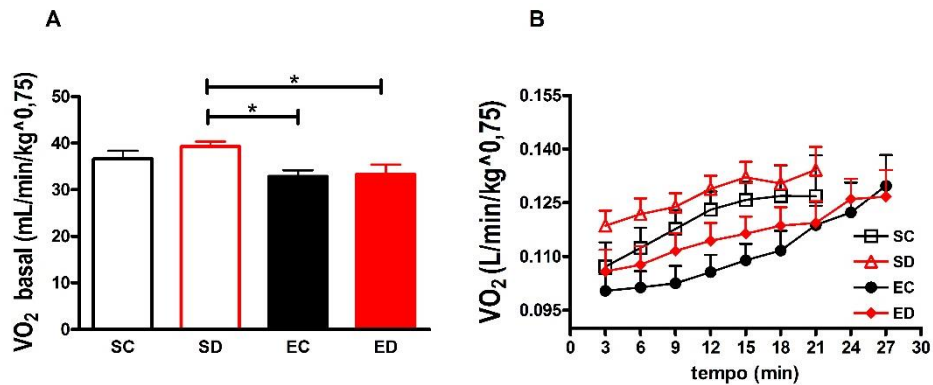 A
VO2 basal (mL/min/kg^0,75)
50
40
30
20
10
0
*
*
SC
SD
EC
ED
B
VO2 (L/min/kg^0,75)
0.155
0.140
0.125
0.110
0.095
0 3 6 9 12 15 18 21 24 27 30
tempo (min)
SC
SD
EC
ED